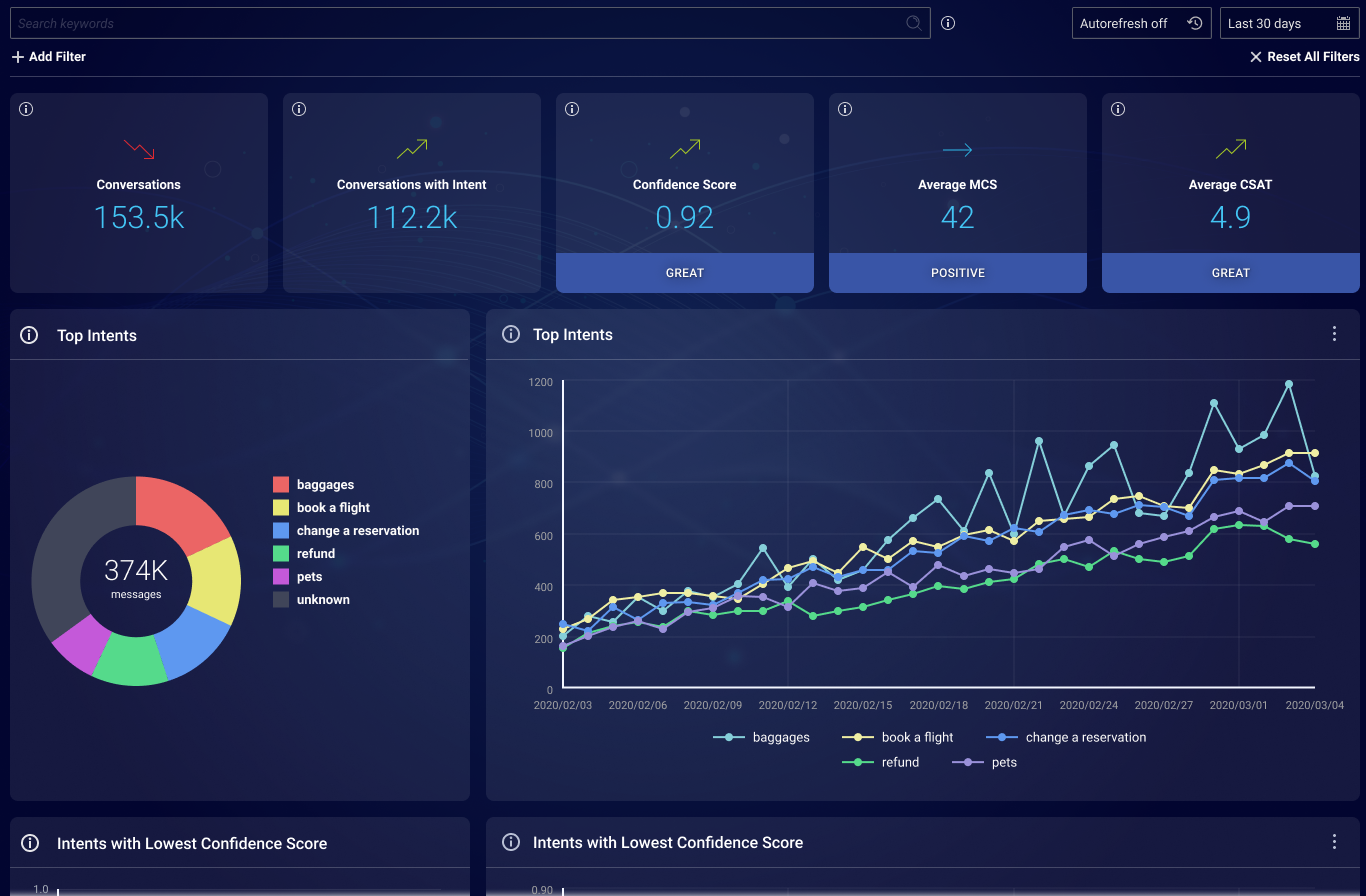 Search keywords
Autorefresh off
Last 30 days
Add Filter
Reset All Filters
Conversations
153.5k
Conversations with Intent
112.2k
Confidence Score
0.92
GREAT
Average MCS
42
POSITIVE
Average CSAT
4.9
GREAT
Top Intents
374K
messages
baggages
book a flight
change a reservation
refund
pets
unknown
Top Intents
1200
1000
800
600
400
200
0
2020/02/03 2020/02/06 2020/02/09 2020/02/12 2020/02/15 2020/02/18 2020/02/21 2020/02/24 2020/02/27 2020/03/01 2020/03/04
baggages book a flight change a reservation
refund pets
Intents with Lowest Confidence Score
1.0
Intents with Lowest Confidence Score
0.90